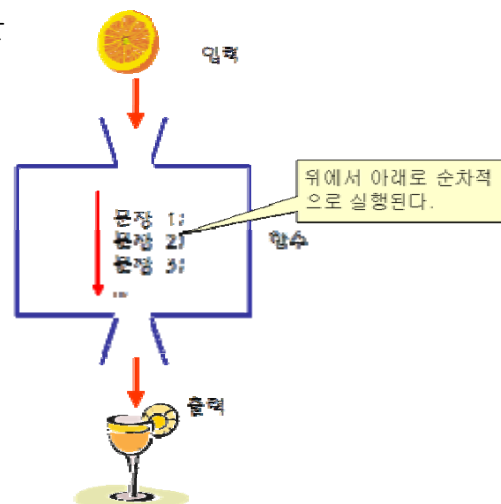 입력
위에서 아래로 순차적
으로 실행된다.
문장 1;
문장 2;
문장 3;
...
함수
출력